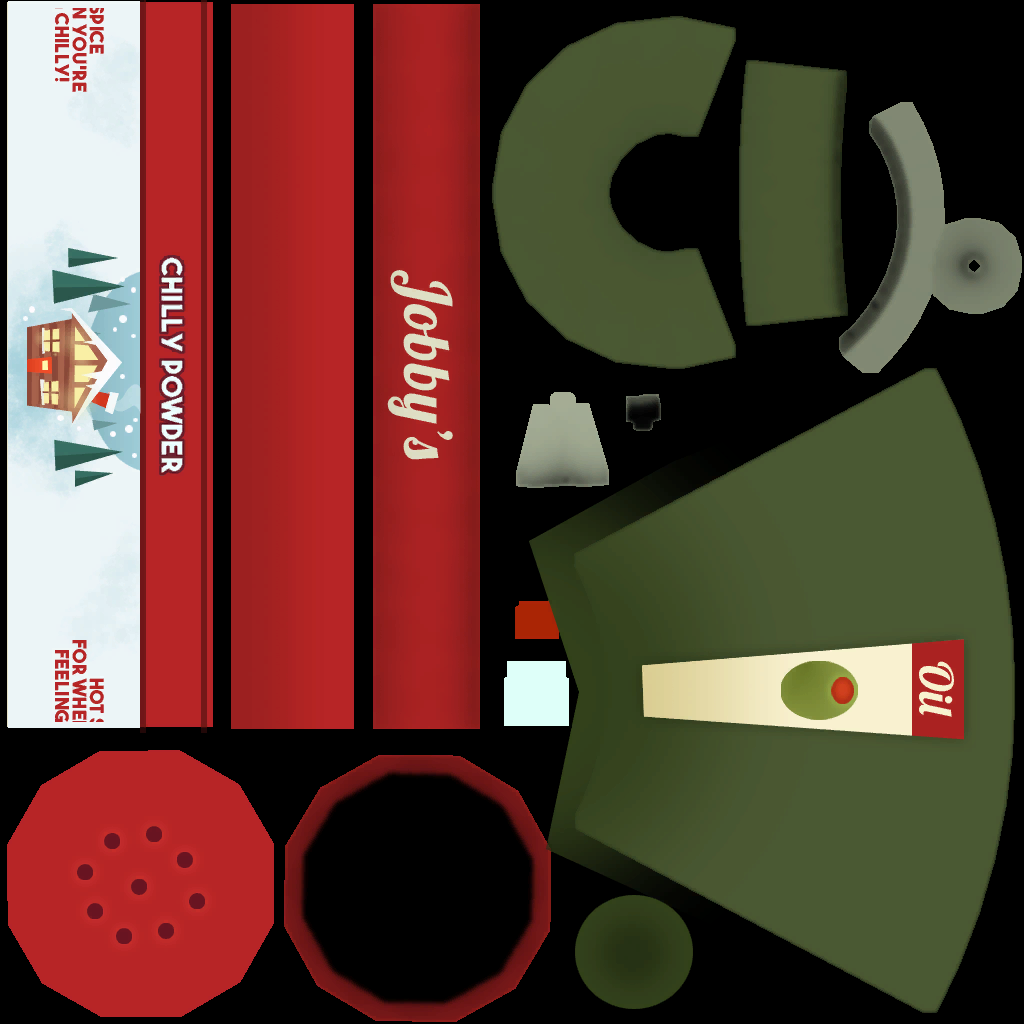 SPICE
N YOU'RE
CHILLY!
CHILLY POWDER
Jobby's
Oil
HOT S
FOR WHE
FEELING